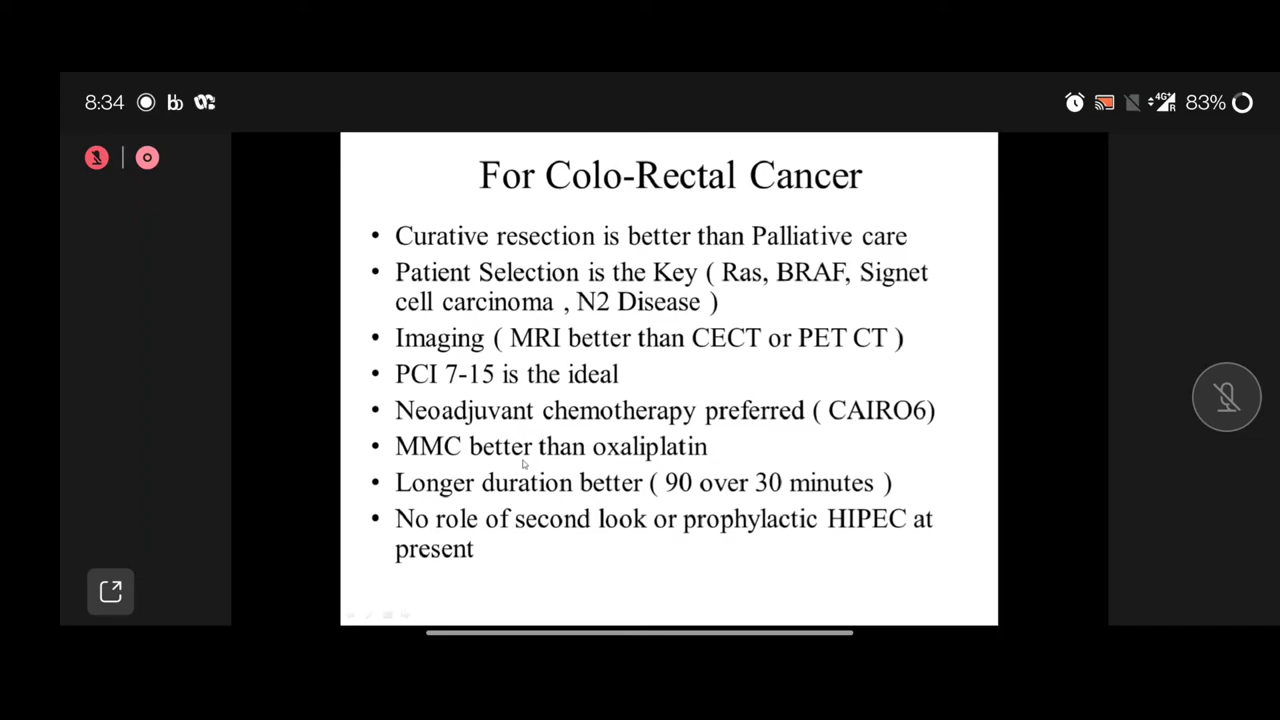 8:34
4G+
R
83%
For Colo-Rectal Cancer
• Curative resection is better than Palliative care
• Patient Selection is the Key ( Ras, BRAF, Signet
cell carcinoma , N2 Disease )
• Imaging ( MRI better than CECT or PET CT )
• PCI 7-15 is the ideal
• Neoadjuvant chemotherapy preferred ( CAIRO6)
• MMC better than oxaliplatin
• Longer duration better ( 90 over 30 minutes )
• No role of second look or prophylactic HIPEC at
present